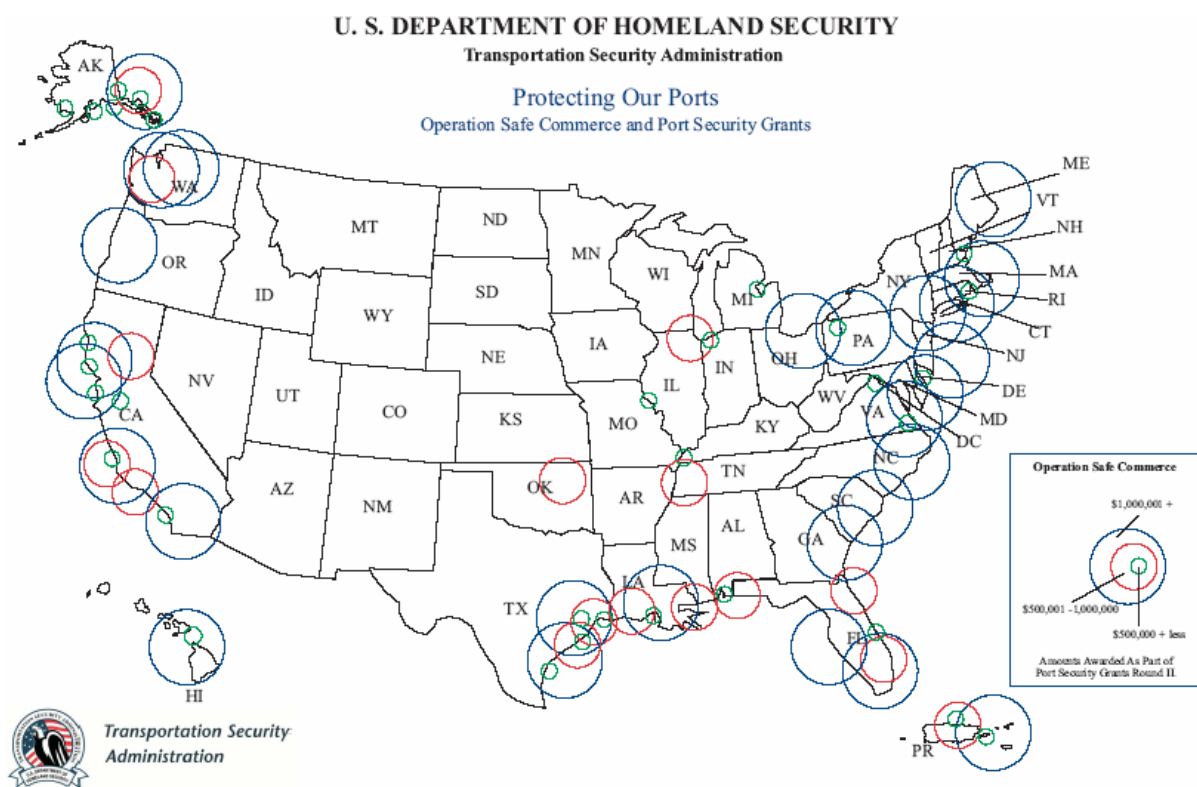 U. S. DEPARTMENT OF HOMELAND SECURITY
Transportation Security Administration
Protecting Our Ports
Operation Safe Commerce and Port Security Grants
AK
ME
VT
NH
MA
RI
CT
NJ
DE
MD
DC
WA
MT
ND
MN
WI
MI
NY
OR
ID
WY
SD
IA
NE
IL
IN
OH
PA
NV
UT
CO
KS
MO
KY
WV
VA
CA
AZ
NM
OK
AR
TN
NC
SC
MS
AL
GA
TX
LA
FL
HI
PR
Operation Safe Commerce
$1,000,001 +
$500,001 - 1,000,000
$500,000 + less
Amounts Awarded As Part of
Port Security Grants Round II.
Transportation Security
Administration